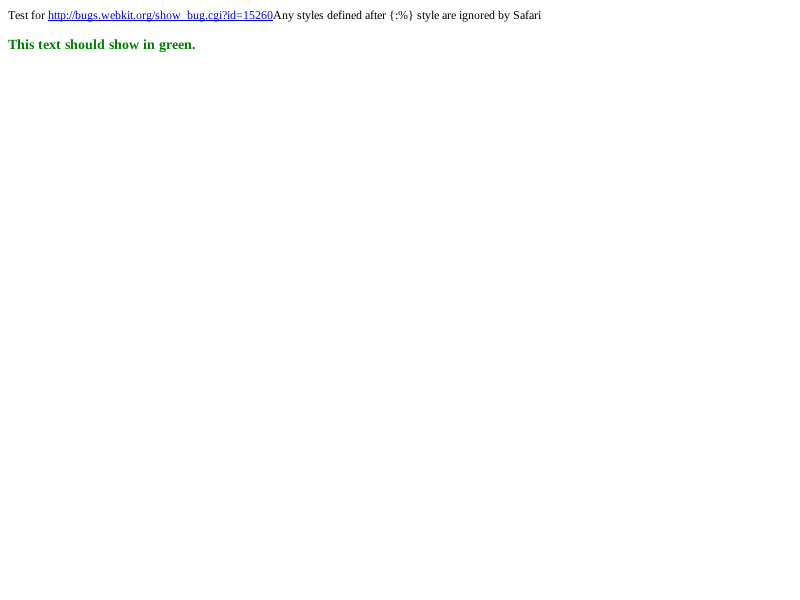 Test for http://bugs.webkit.org/show_bug.cgi?id=15260Any styles defined after {:%} style are ignored by Safari
This text should show in green.